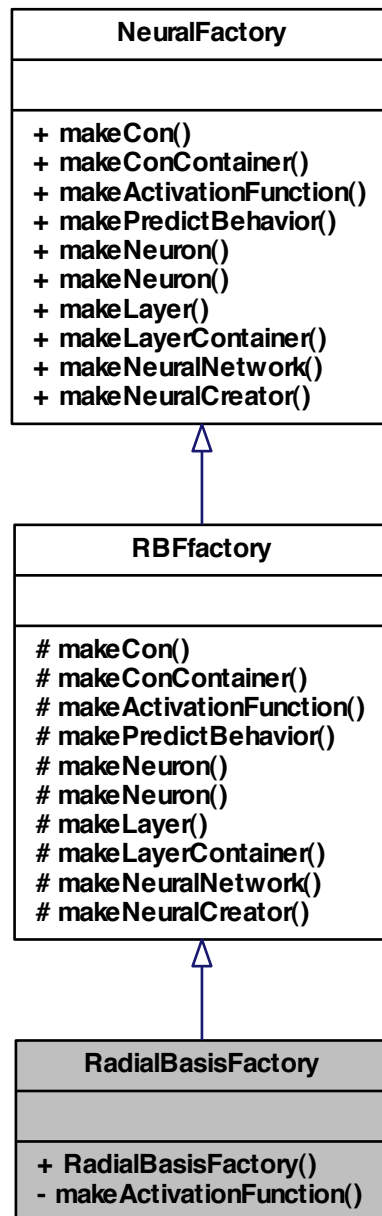 NeuralFactory
+ makeCon()
+ makeConContainer()
+ makeActivationFunction()
+ makePredictBehavior()
+ makeNeuron()
+ makeNeuron()
+ makeLayer()
+ makeLayerContainer()
+ makeNeuralNetwork()
+ makeNeuralCreator()
RBFfactory
# makeCon()
# makeConContainer()
# makeActivationFunction()
# makePredictBehavior()
# makeNeuron()
# makeNeuron()
# makeLayer()
# makeLayerContainer()
# makeNeuralNetwork()
# makeNeuralCreator()
RadialBasisFactory
+ RadialBasisFactory()
- makeActivationFunction()